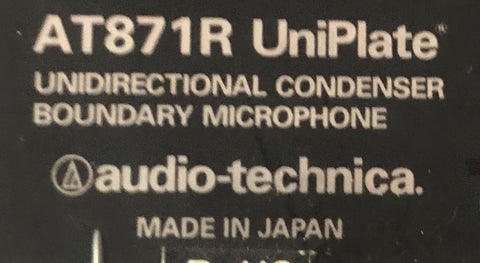 AT871R UniPlate®
UNIDIRECTIONAL CONDENSER
BOUNDARY MICROPHONE
audio-technica.
MADE IN JAPAN